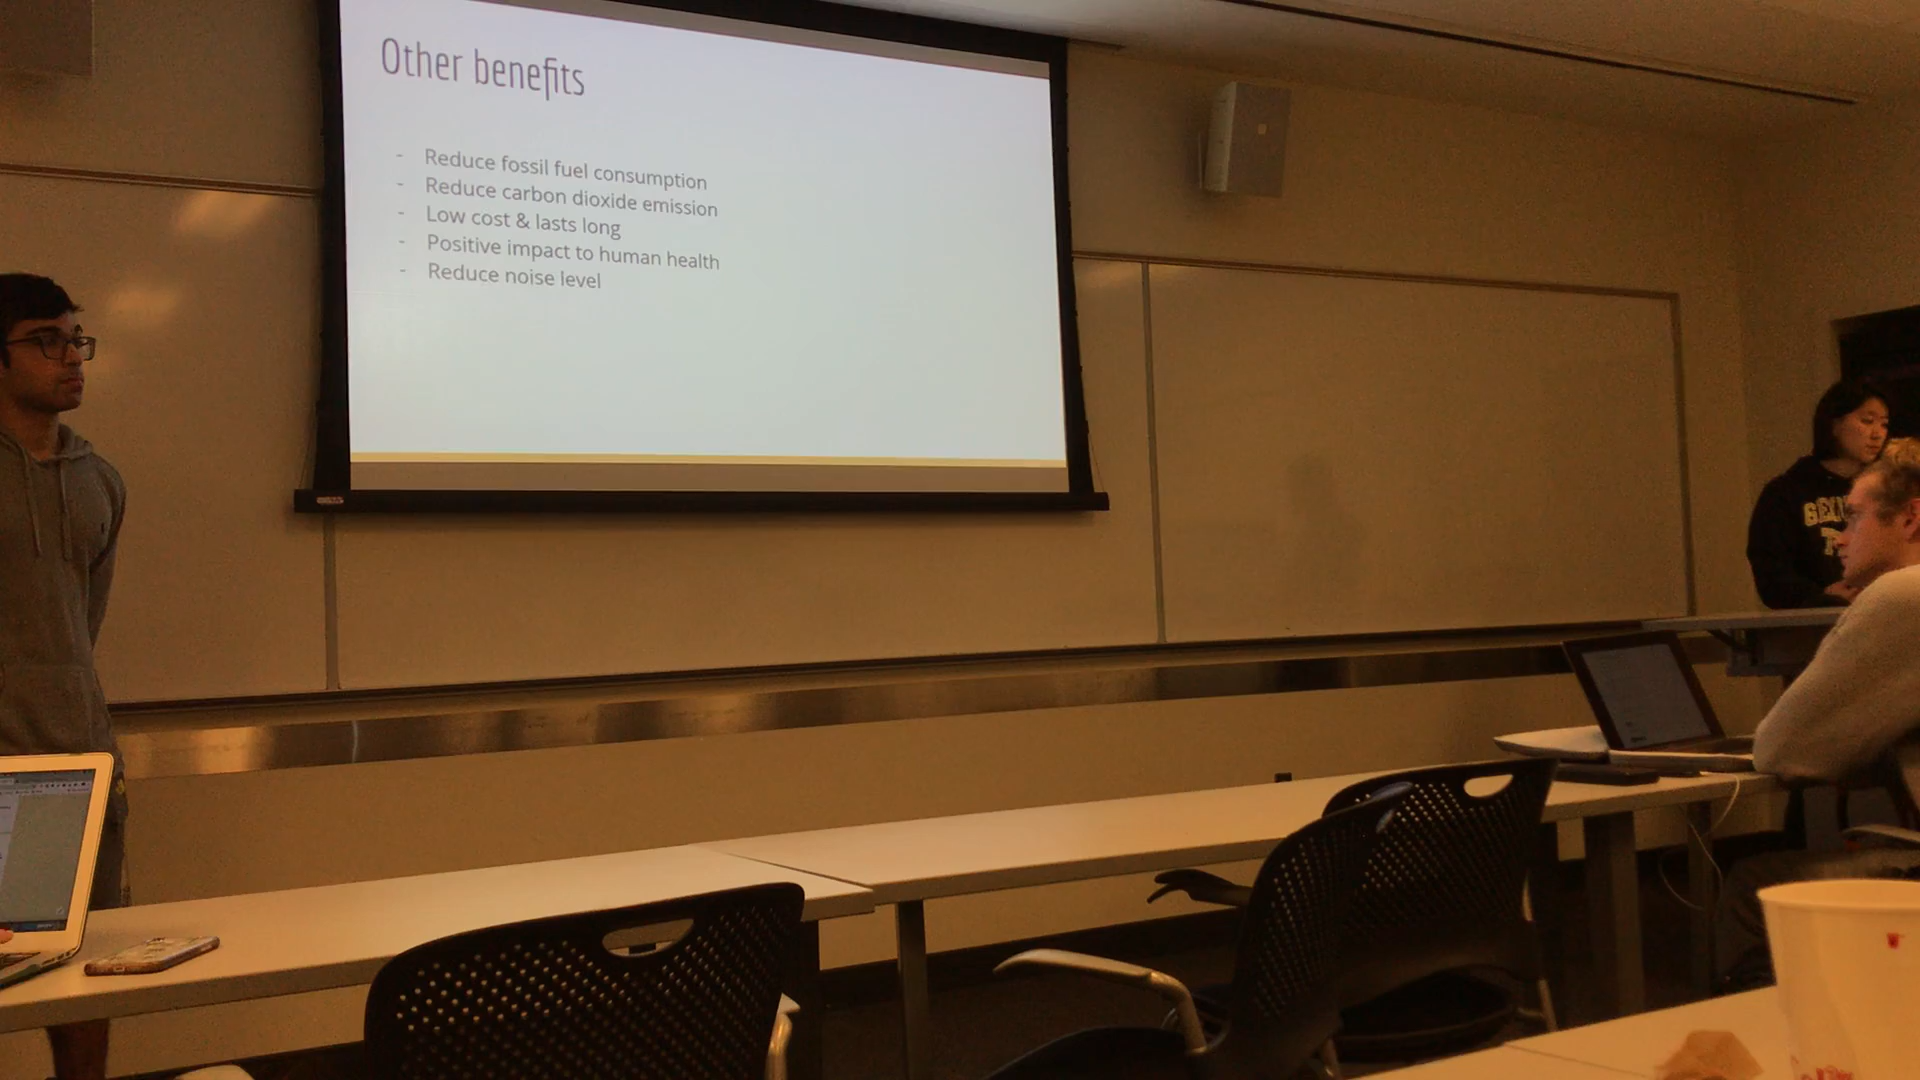 Other benefits
- Reduce fossil fuel consumption
- Reduce carbon dioxide emission
- Low cost & lasts long
- Positive impact to human health
- Reduce noise level